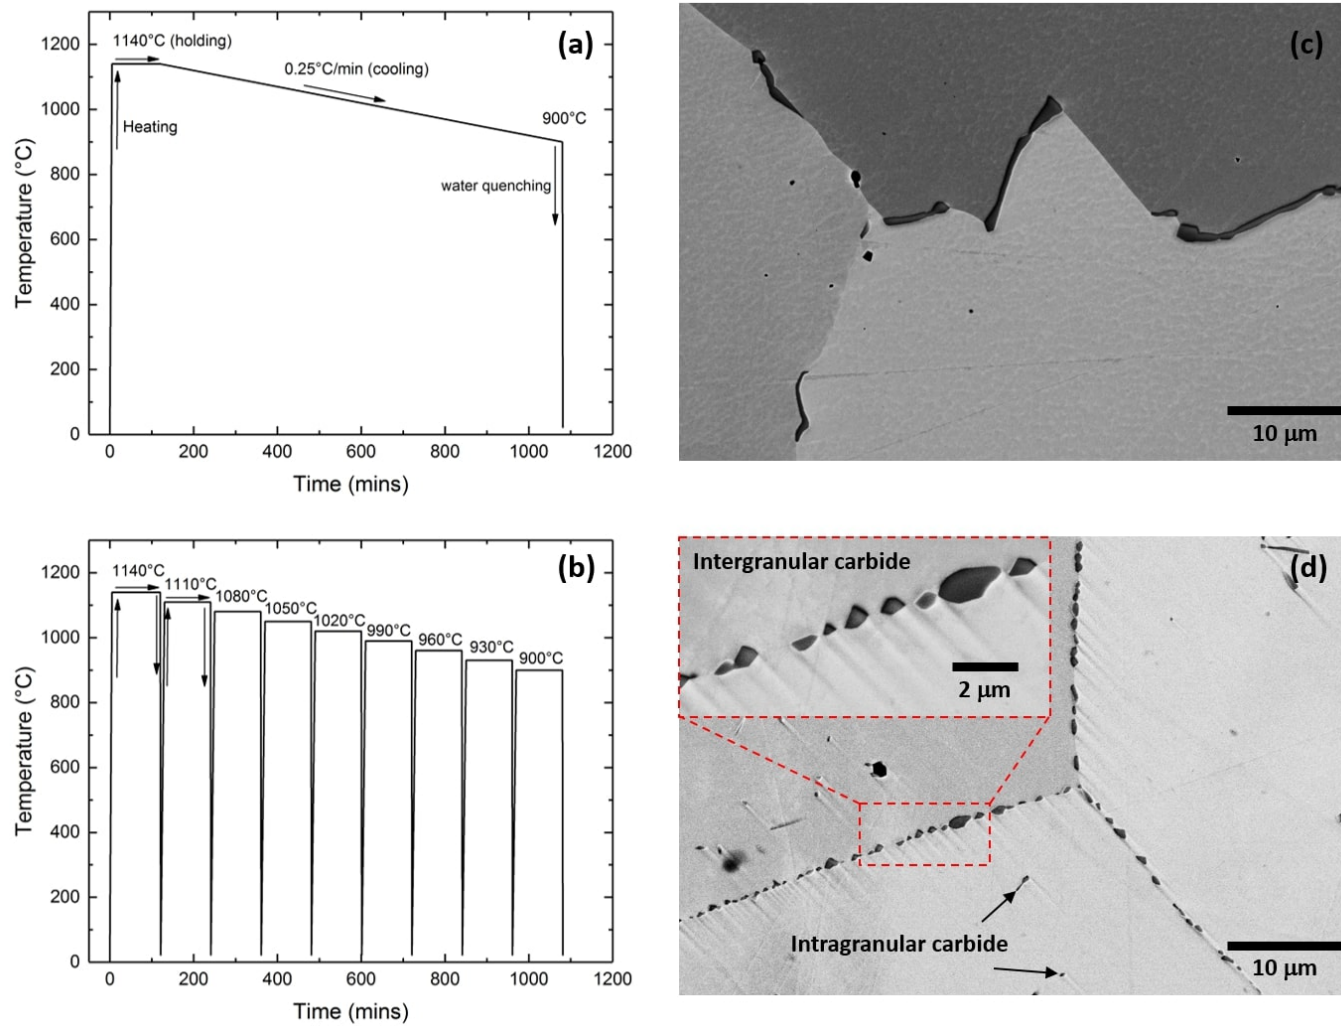 (a)
1200
1000
800
600
400
200
0
Temperature (°C)
1140°C (holding)
0.25°C/min (cooling)
900°C
Heating
water quenching
0 200 400 600 800 1000 1200
Time (mins)
(c)
10 μm
(b)
1200
1000
800
600
400
200
0
Temperature (°C)
1140°C
1110°C
1080°C
1050°C
1020°C
990°C
960°C
930°C
900°C
0 200 400 600 800 1000 1200
Time (mins)
Intergranular carbide
(d)
2 μm
Intragranular carbide
10 μm